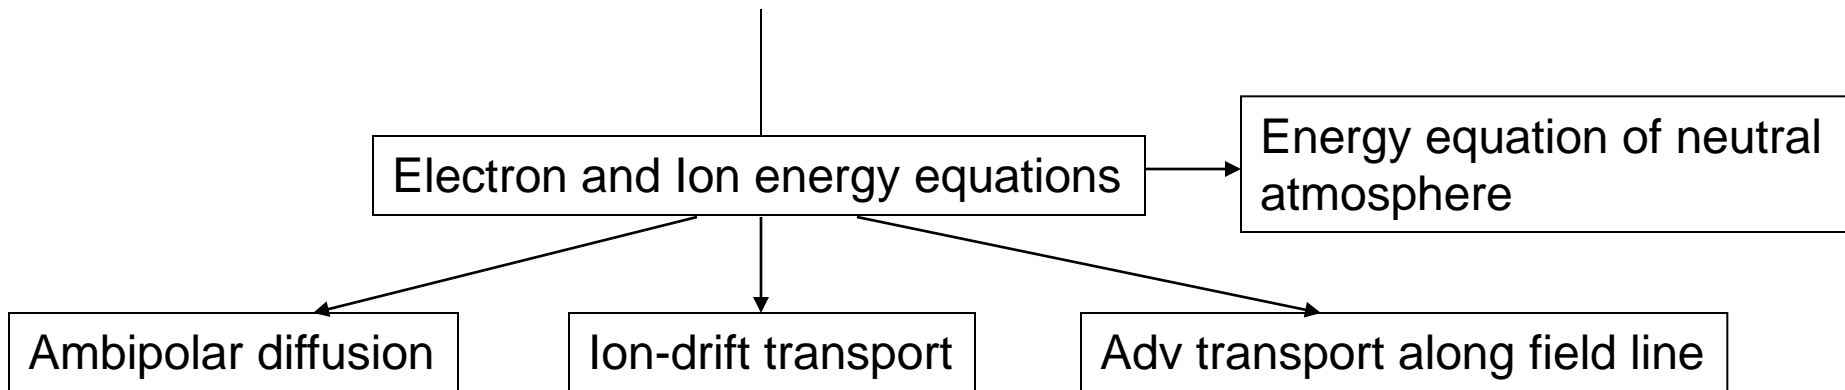 Electron and Ion energy equations
Energy equation of neutral
atmosphere
Ambipolar diffusion
Ion-drift transport
Adv transport along field line